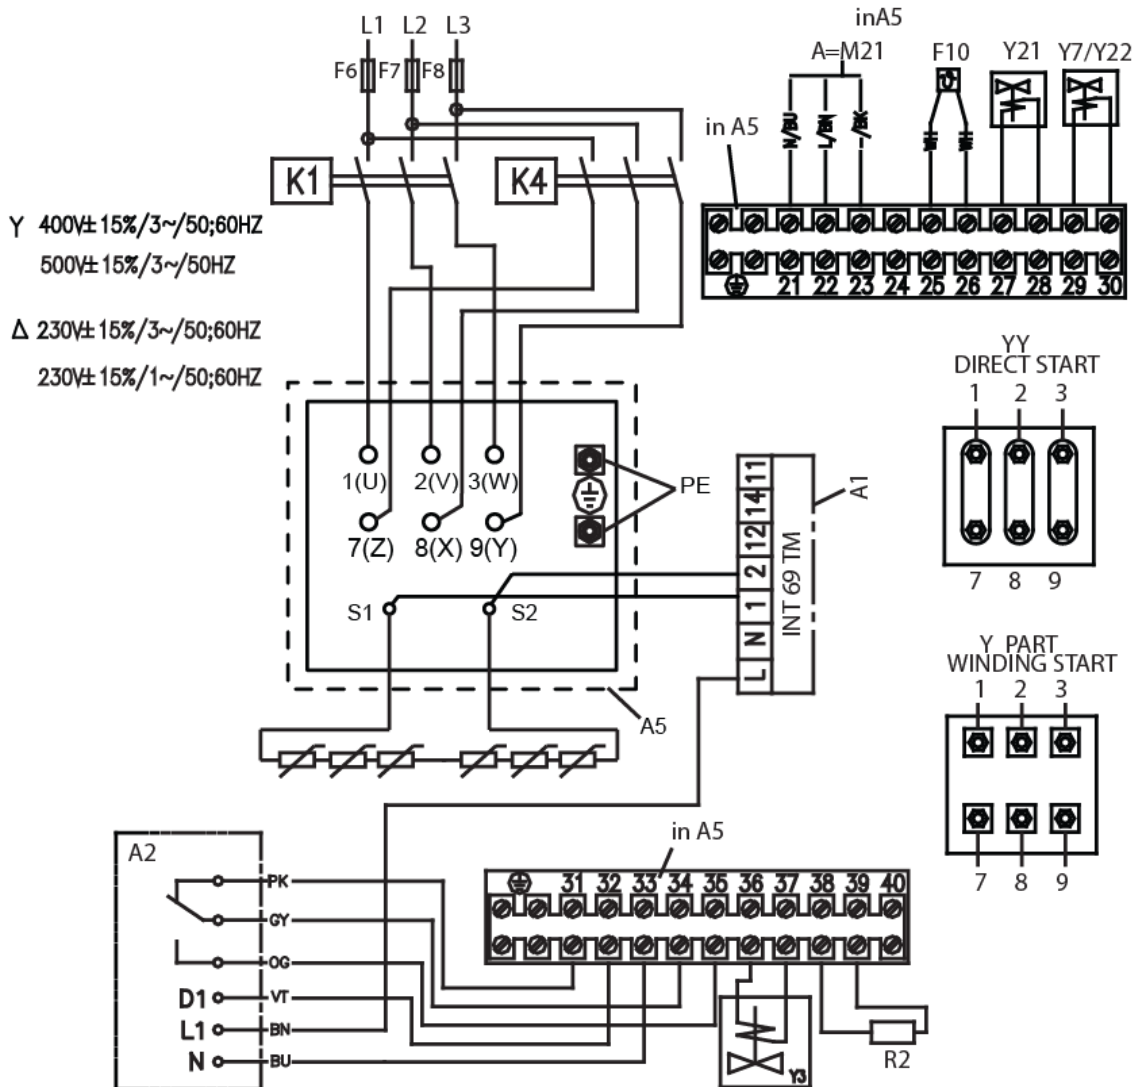 L1 L2 L3
F6 F7 F8
K1 K4
Y 400V±15%/3~/50;60HZ
500V±15%/3~/50HZ
Δ 230V±15%/3~/50;60HZ
230V±15%/1~/50;60HZ
inA5
A=M21 F10 Y21 Y7/Y22
in A5
N/BU L/BN -/BK WH WH
21 22 23 24 25 26 27 28 29 30
1(U) 2(V) 3(W)
7(Z) 8(X) 9(Y)
PE
S1 S2
A5
11 14 12 2 1 N L
INT 69 TM
A1
YY
DIRECT START
1 2 3
7 8 9
Y PART
WINDING START
1 2 3
7 8 9
A2
PK
GY
OG
D1 VT
L1 BN
N BU
in A5
31 32 33 34 35 36 37 38 39 40
Y3
R2